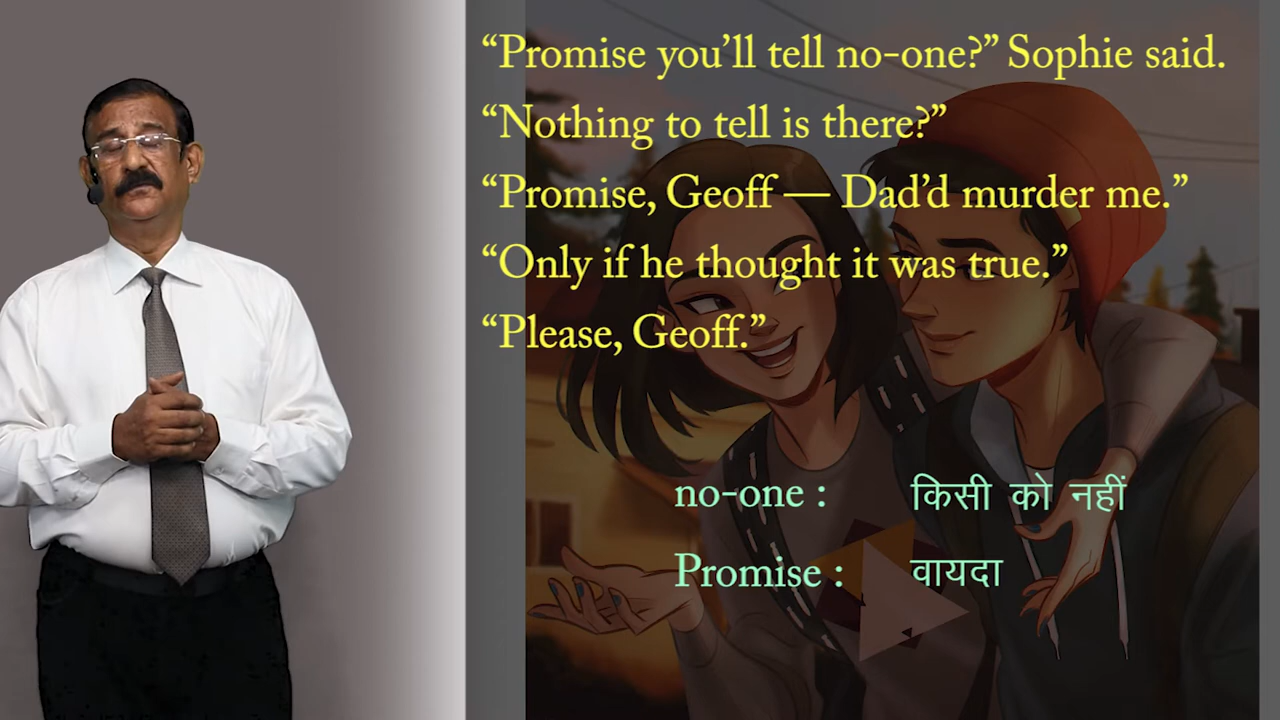 “Promise you’ll tell no-one?” Sophie said.
“Nothing to tell is there?”
“Promise, Geoff — Dad’d murder me.”
“Only if he thought it was true.”
“Please, Geoff.”
no-one : किसी को नहीं
Promise : वायदा